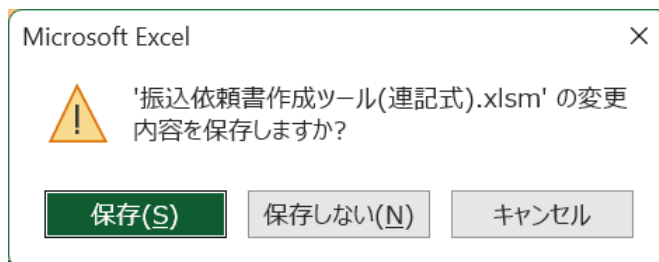 Microsoft Excel
'振込依頼書作成ツール(連記式).xlsm' の変更
内容を保存しますか?
保存(S) 保存しない(N) キャンセル